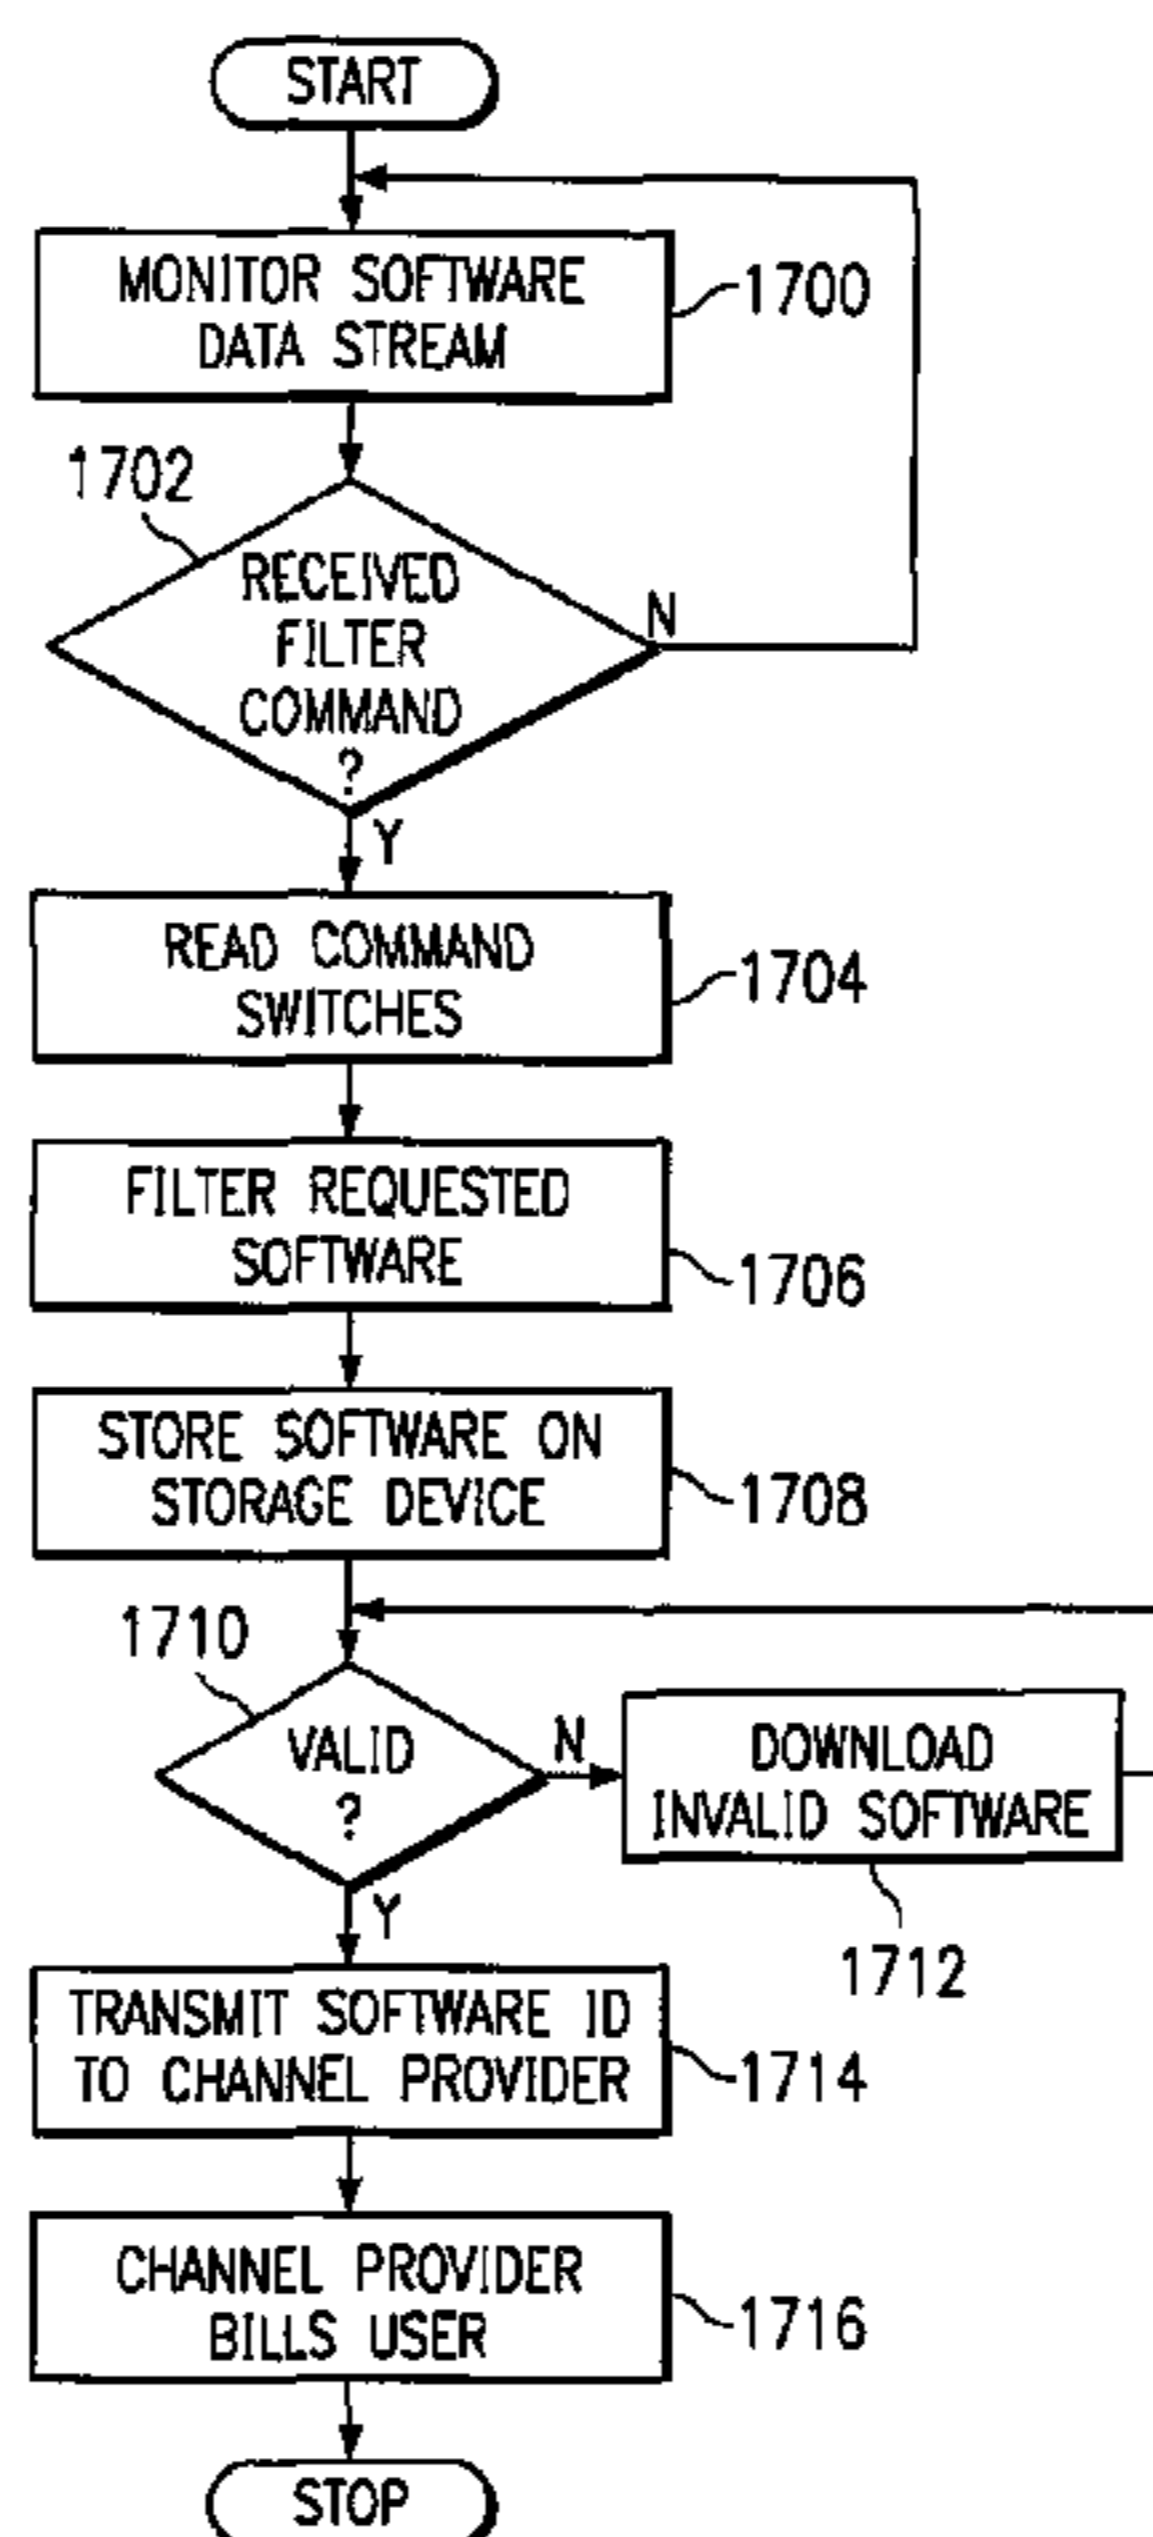 START
MONITOR SOFTWARE
DATA STREAM
1700
1702
RECEIVED
FILTER
COMMAND
?
N
Y
READ COMMAND
SWITCHES
1704
FILTER REQUESTED
SOFTWARE
1706
STORE SOFTWARE ON
STORAGE DEVICE
1708
1710
VALID
?
N
DOWNLOAD
INVALID SOFTWARE
1712
Y
TRANSMIT SOFTWARE ID
TO CHANNEL PROVIDER
1714
CHANNEL PROVIDER
BILLS USER
1716
STOP